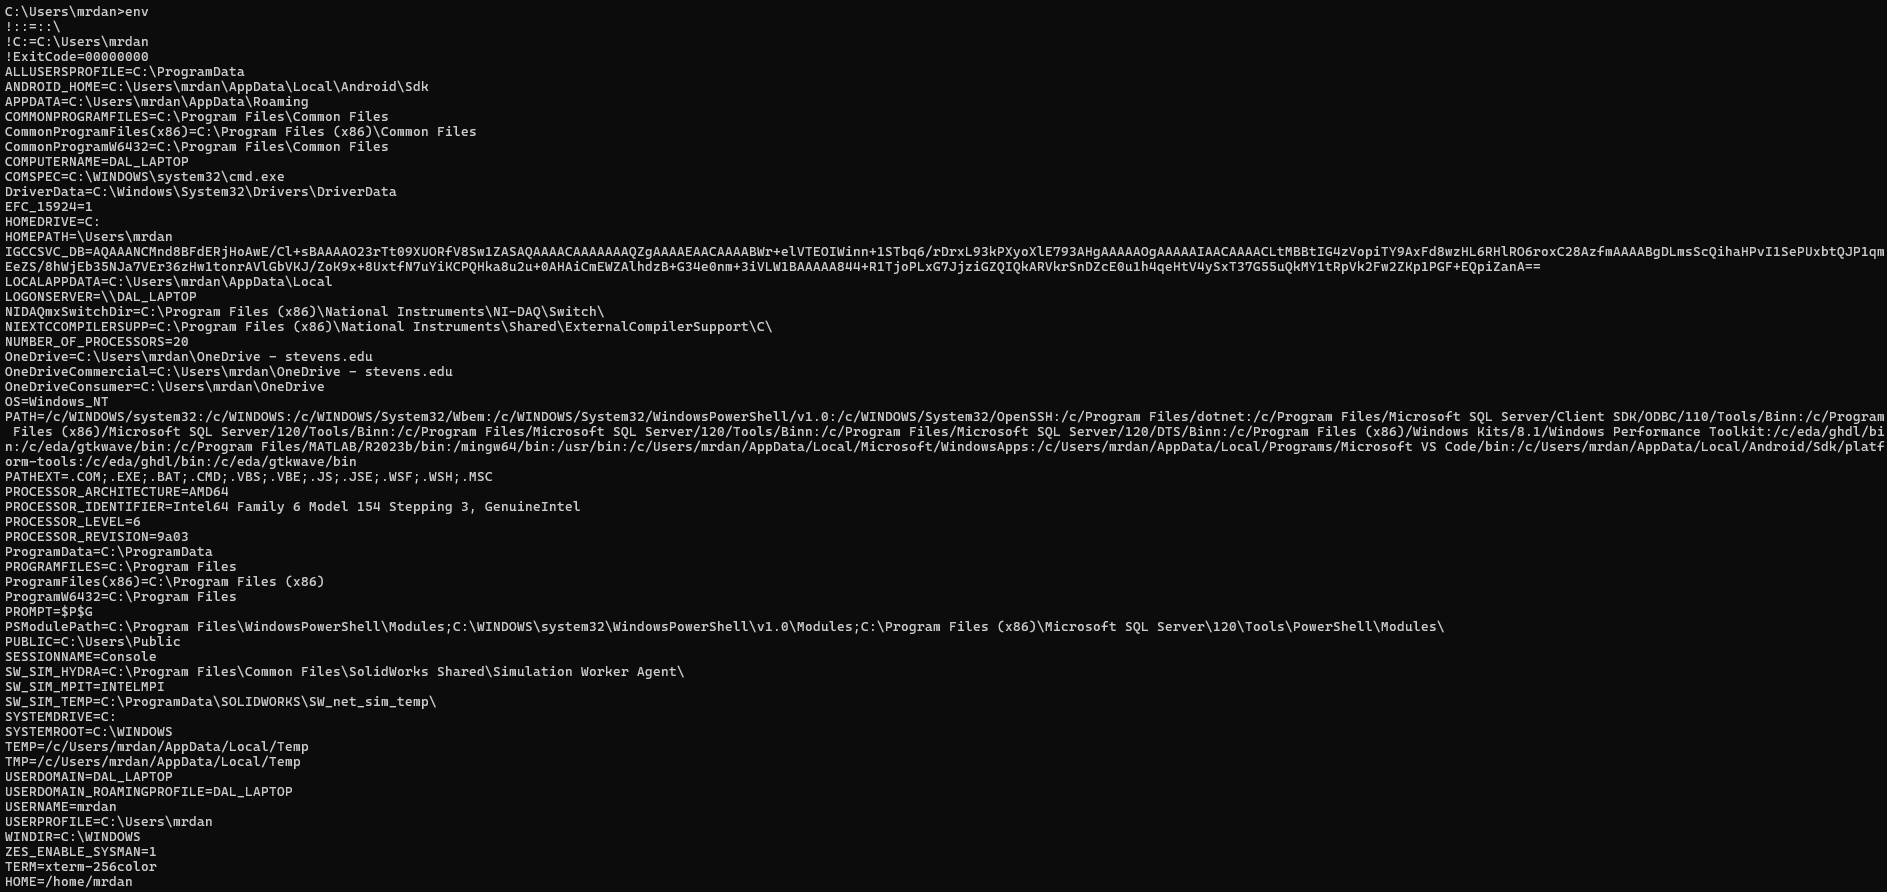 C:\Users\mrdan>env
!::=::\
!C:=C:\Users\mrdan
!ExitCode=00000000
ALLUSERSPROFILE=C:\ProgramData
ANDROID_HOME=C:\Users\mrdan\AppData\Local\Android\Sdk
APPDATA=C:\Users\mrdan\AppData\Roaming
COMMONPROGRAMFILES=C:\Program Files\Common Files
CommonProgramFiles(x86)=C:\Program Files (x86)\Common Files
CommonProgramW6432=C:\Program Files\Common Files
COMPUTERNAME=DAL_LAPTOP
COMSPEC=C:\WINDOWS\system32\cmd.exe
DriverData=C:\Windows\System32\Drivers\DriverData
EFC_15924=1
HOMEDRIVE=C:
HOMEPATH=\Users\mrdan
IGCCSVC_DB=AQAAANCMnd8BFdERjHoAwE/Cl+sBAAAAO23rTt09XUORfV8Sw1ZASAQAAAACAAAAAAAQZgAAAAEAACAAAABWr+elVTEOIWinn+1STbq6/rDrxL93kPXyoXlE793AHgAAAAAOgAAAAAIAACAAAACLtMBBtIG4zVopiTY9AxFd8wzHL6RHlRO6roxC28AzfmAAAABgDLmsScQihaHPvI1SePUxbtQJP1qm
EeZS/8hWjEb35NJa7VEr36zHw1tonrAVlGbVKJ/ZoK9x+8UxtfN7uYiKCPQHka8u2u+0AHAiCmEWZAlhdzB+G34e0nm+3iVLW1BAAAAA844+R1TjoPLxG7JjziGZQIQkARVkrSnDZcE0u1h4qeHtV4ySxT37G55uQkMY1tRpVk2Fw2ZKp1PGF+EQpiZanA==
LOCALAPPDATA=C:\Users\mrdan\AppData\Local
LOGONSERVER=\\DAL_LAPTOP
NIDAQmxSwitchDir=C:\Program Files (x86)\National Instruments\NI-DAQ\Switch\
NIEXTCCOMPILERSUPP=C:\Program Files (x86)\National Instruments\Shared\ExternalCompilerSupport\C\
NUMBER_OF_PROCESSORS=20
OneDrive=C:\Users\mrdan\OneDrive - stevens.edu
OneDriveCommercial=C:\Users\mrdan\OneDrive - stevens.edu
OneDriveConsumer=C:\Users\mrdan\OneDrive
OS=Windows_NT
PATH=/c/WINDOWS/system32:/c/WINDOWS:/c/WINDOWS/System32/Wbem:/c/WINDOWS/System32/WindowsPowerShell/v1.0:/c/WINDOWS/System32/OpenSSH:/c/Program Files/dotnet:/c/Program Files/Microsoft SQL Server/Client SDK/ODBC/110/Tools/Binn:/c/Program
 Files (x86)/Microsoft SQL Server/120/Tools/Binn:/c/Program Files/Microsoft SQL Server/120/Tools/Binn:/c/Program Files/Microsoft SQL Server/120/DTS/Binn:/c/Program Files (x86)/Windows Kits/8.1/Windows Performance Toolkit:/c/eda/ghdl/bi
n:/c/eda/gtkwave/bin:/c/Program Files/MATLAB/R2023b/bin:/mingw64/bin:/usr/bin:/c/Users/mrdan/AppData/Local/Microsoft/WindowsApps:/c/Users/mrdan/AppData/Local/Programs/Microsoft VS Code/bin:/c/Users/mrdan/AppData/Local/Android/Sdk/platf
orm-tools:/c/eda/ghdl/bin:/c/eda/gtkwave/bin
PATHEXT=.COM;.EXE;.BAT;.CMD;.VBS;.VBE;.JS;.JSE;.WSF;.WSH;.MSC
PROCESSOR_ARCHITECTURE=AMD64
PROCESSOR_IDENTIFIER=Intel64 Family 6 Model 154 Stepping 3, GenuineIntel
PROCESSOR_LEVEL=6
PROCESSOR_REVISION=9a03
ProgramData=C:\ProgramData
PROGRAMFILES=C:\Program Files
ProgramFiles(x86)=C:\Program Files (x86)
ProgramW6432=C:\Program Files
PROMPT=$P$G
PSModulePath=C:\Program Files\WindowsPowerShell\Modules;C:\WINDOWS\system32\WindowsPowerShell\v1.0\Modules;C:\Program Files (x86)\Microsoft SQL Server\120\Tools\PowerShell\Modules\
PUBLIC=C:\Users\Public
SESSIONNAME=Console
SW_SIM_HYDRA=C:\Program Files\Common Files\SolidWorks Shared\Simulation Worker Agent\
SW_SIM_MPIT=INTELMPI
SW_SIM_TEMP=C:\ProgramData\SOLIDWORKS\SW_net_sim_temp\
SYSTEMDRIVE=C:
SYSTEMROOT=C:\WINDOWS
TEMP=/c/Users/mrdan/AppData/Local/Temp
TMP=/c/Users/mrdan/AppData/Local/Temp
USERDOMAIN=DAL_LAPTOP
USERDOMAIN_ROAMINGPROFILE=DAL_LAPTOP
USERNAME=mrdan
USERPROFILE=C:\Users\mrdan
WINDIR=C:\WINDOWS
ZES_ENABLE_SYSMAN=1
TERM=xterm-256color
HOME=/home/mrdan